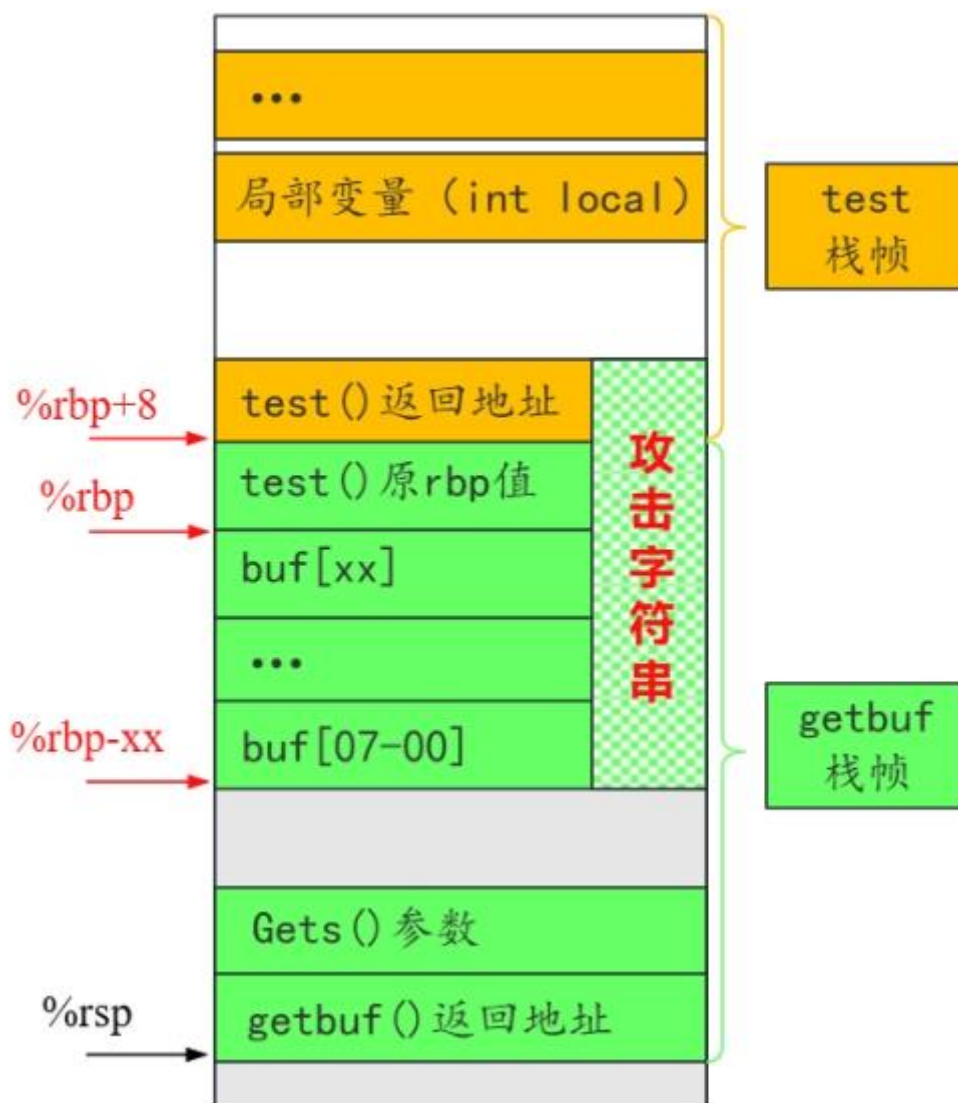 •••
局部变量（int local）
test
栈帧
%rbp+8
test()返回地址
%rbp
test()原rbp值
buf[xx]
•••
%rbp-xx
buf[07-00]
攻击字符串
getbuf
栈帧
Gets()参数
%rsp
getbuf()返回地址